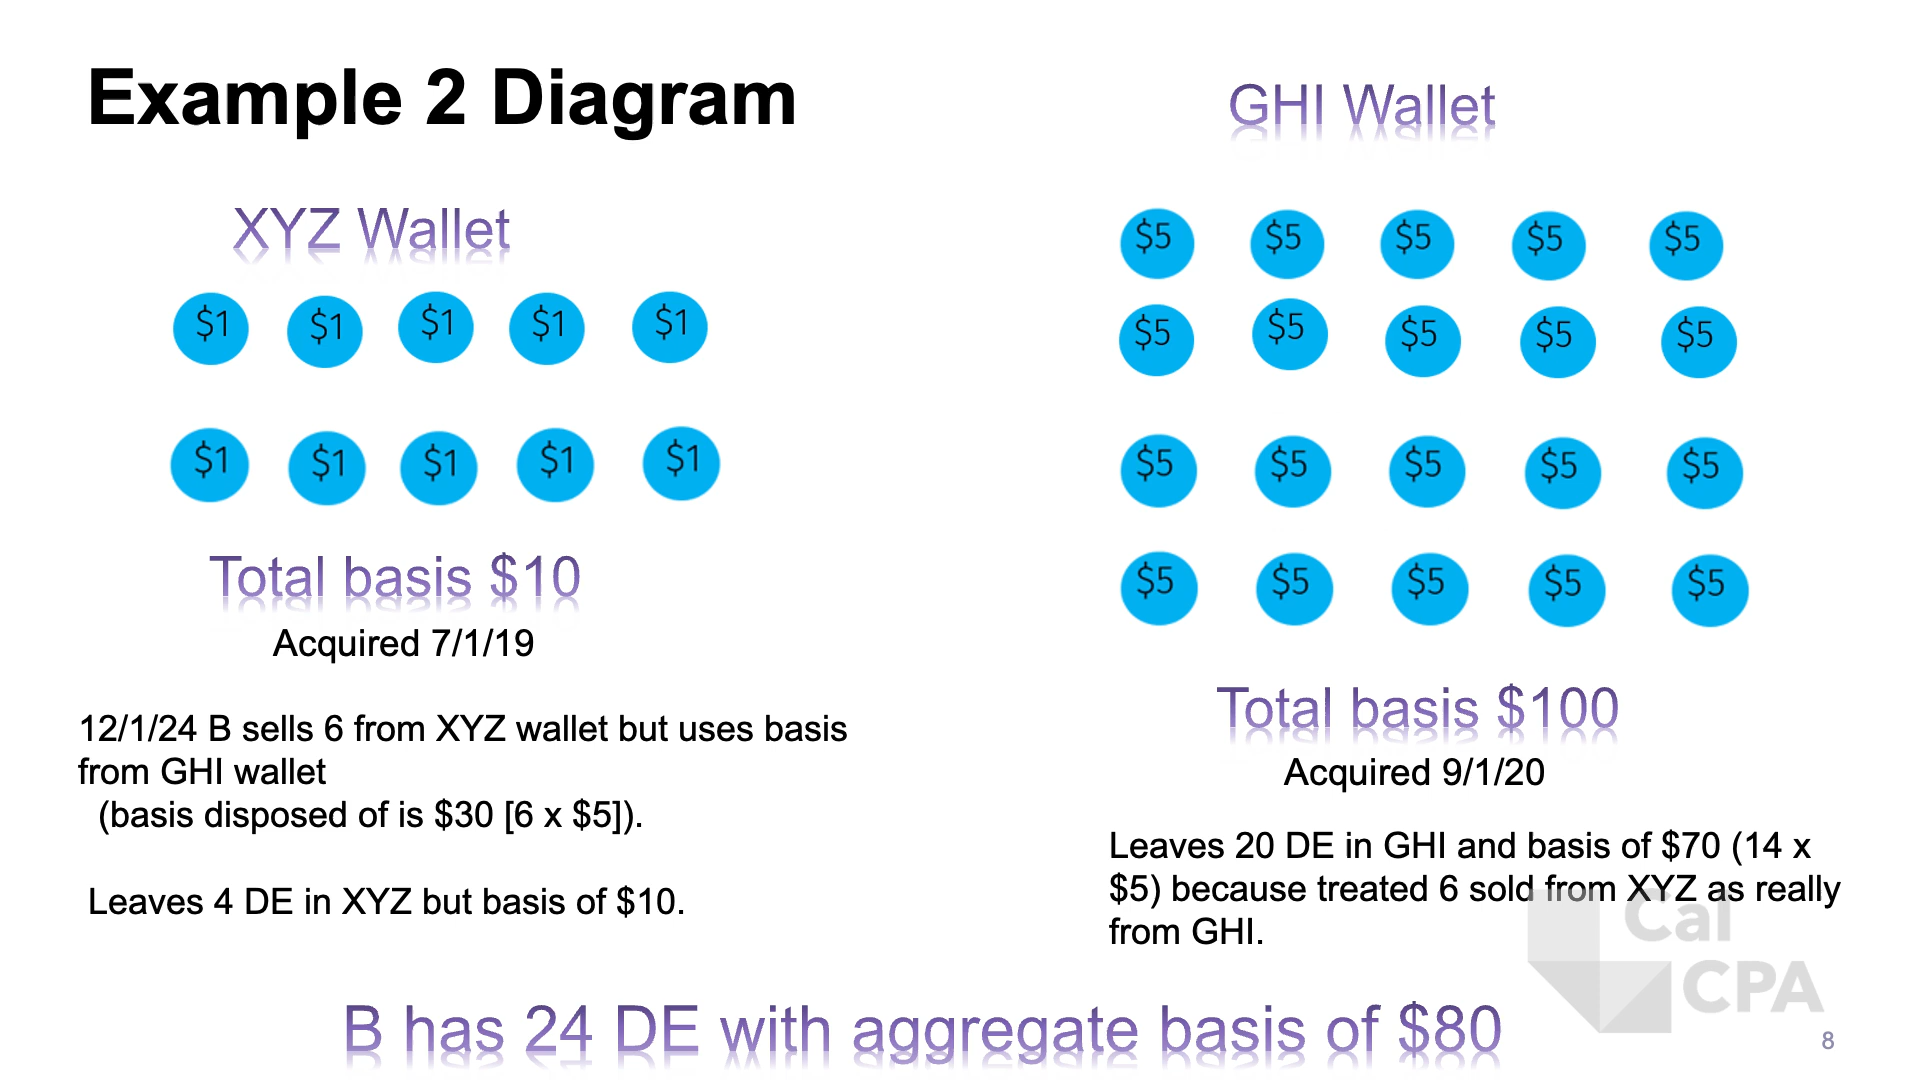 Example 2 Diagram
GHI Wallet
XYZ Wallet
$5 $5 $5 $5 $5
$5 $5 $5 $5 $5
$5 $5 $5 $5 $5
$5 $5 $5 $5 $5
$1 $1 $1 $1 $1
$1 $1 $1 $1 $1
Total basis $10
Acquired 7/1/19
12/1/24 B sells 6 from XYZ wallet but uses basis
from GHI wallet
(basis disposed of is $30 [6 x $5]).
Leaves 4 DE in XYZ but basis of $10.
Total basis $100
Acquired 9/1/20
Leaves 20 DE in GHI and basis of $70 (14 x
$5) because treated 6 sold from XYZ as really
from GHI.
B has 24 DE with aggregate basis of $80
Cal
CPA
8